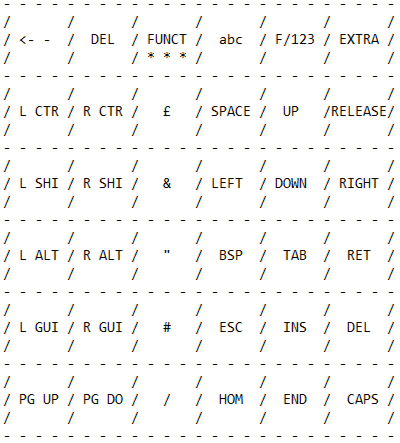 - - - - - - - - - - - - - - - - - - - - - - - - -
/       /       /       /       /       /       /
/ <- -  /  DEL  / FUNCT /  abc  / F/123 / EXTRA /
/       /       / * * * /       /       /       /
- - - - - - - - - - - - - - - - - - - - - - - - -
/       /       /       /       /       /       /
/ L CTR / R CTR /   £   / SPACE /  UP   /RELEASE/
/       /       /       /       /       /       /
- - - - - - - - - - - - - - - - - - - - - - - - -
/       /       /       /       /       /       /
/ L SHI / R SHI /   &   / LEFT  / DOWN  / RIGHT /
/       /       /       /       /       /       /
- - - - - - - - - - - - - - - - - - - - - - - - -
/       /       /       /       /       /       /
/ L ALT / R ALT /   "   /  BSP  /  TAB  /  RET  /
/       /       /       /       /       /       /
- - - - - - - - - - - - - - - - - - - - - - - - -
/       /       /       /       /       /       /
/ L GUI / R GUI /   #   /  ESC  /  INS  /  DEL  /
/       /       /       /       /       /       /
- - - - - - - - - - - - - - - - - - - - - - - - -
/       /       /       /       /       /       /
/ PG UP / PG DO /   /   /  HOM  /  END  /  CAPS /
/       /       /       /       /       /       /
- - - - - - - - - - - - - - - - - - - - - - - - -